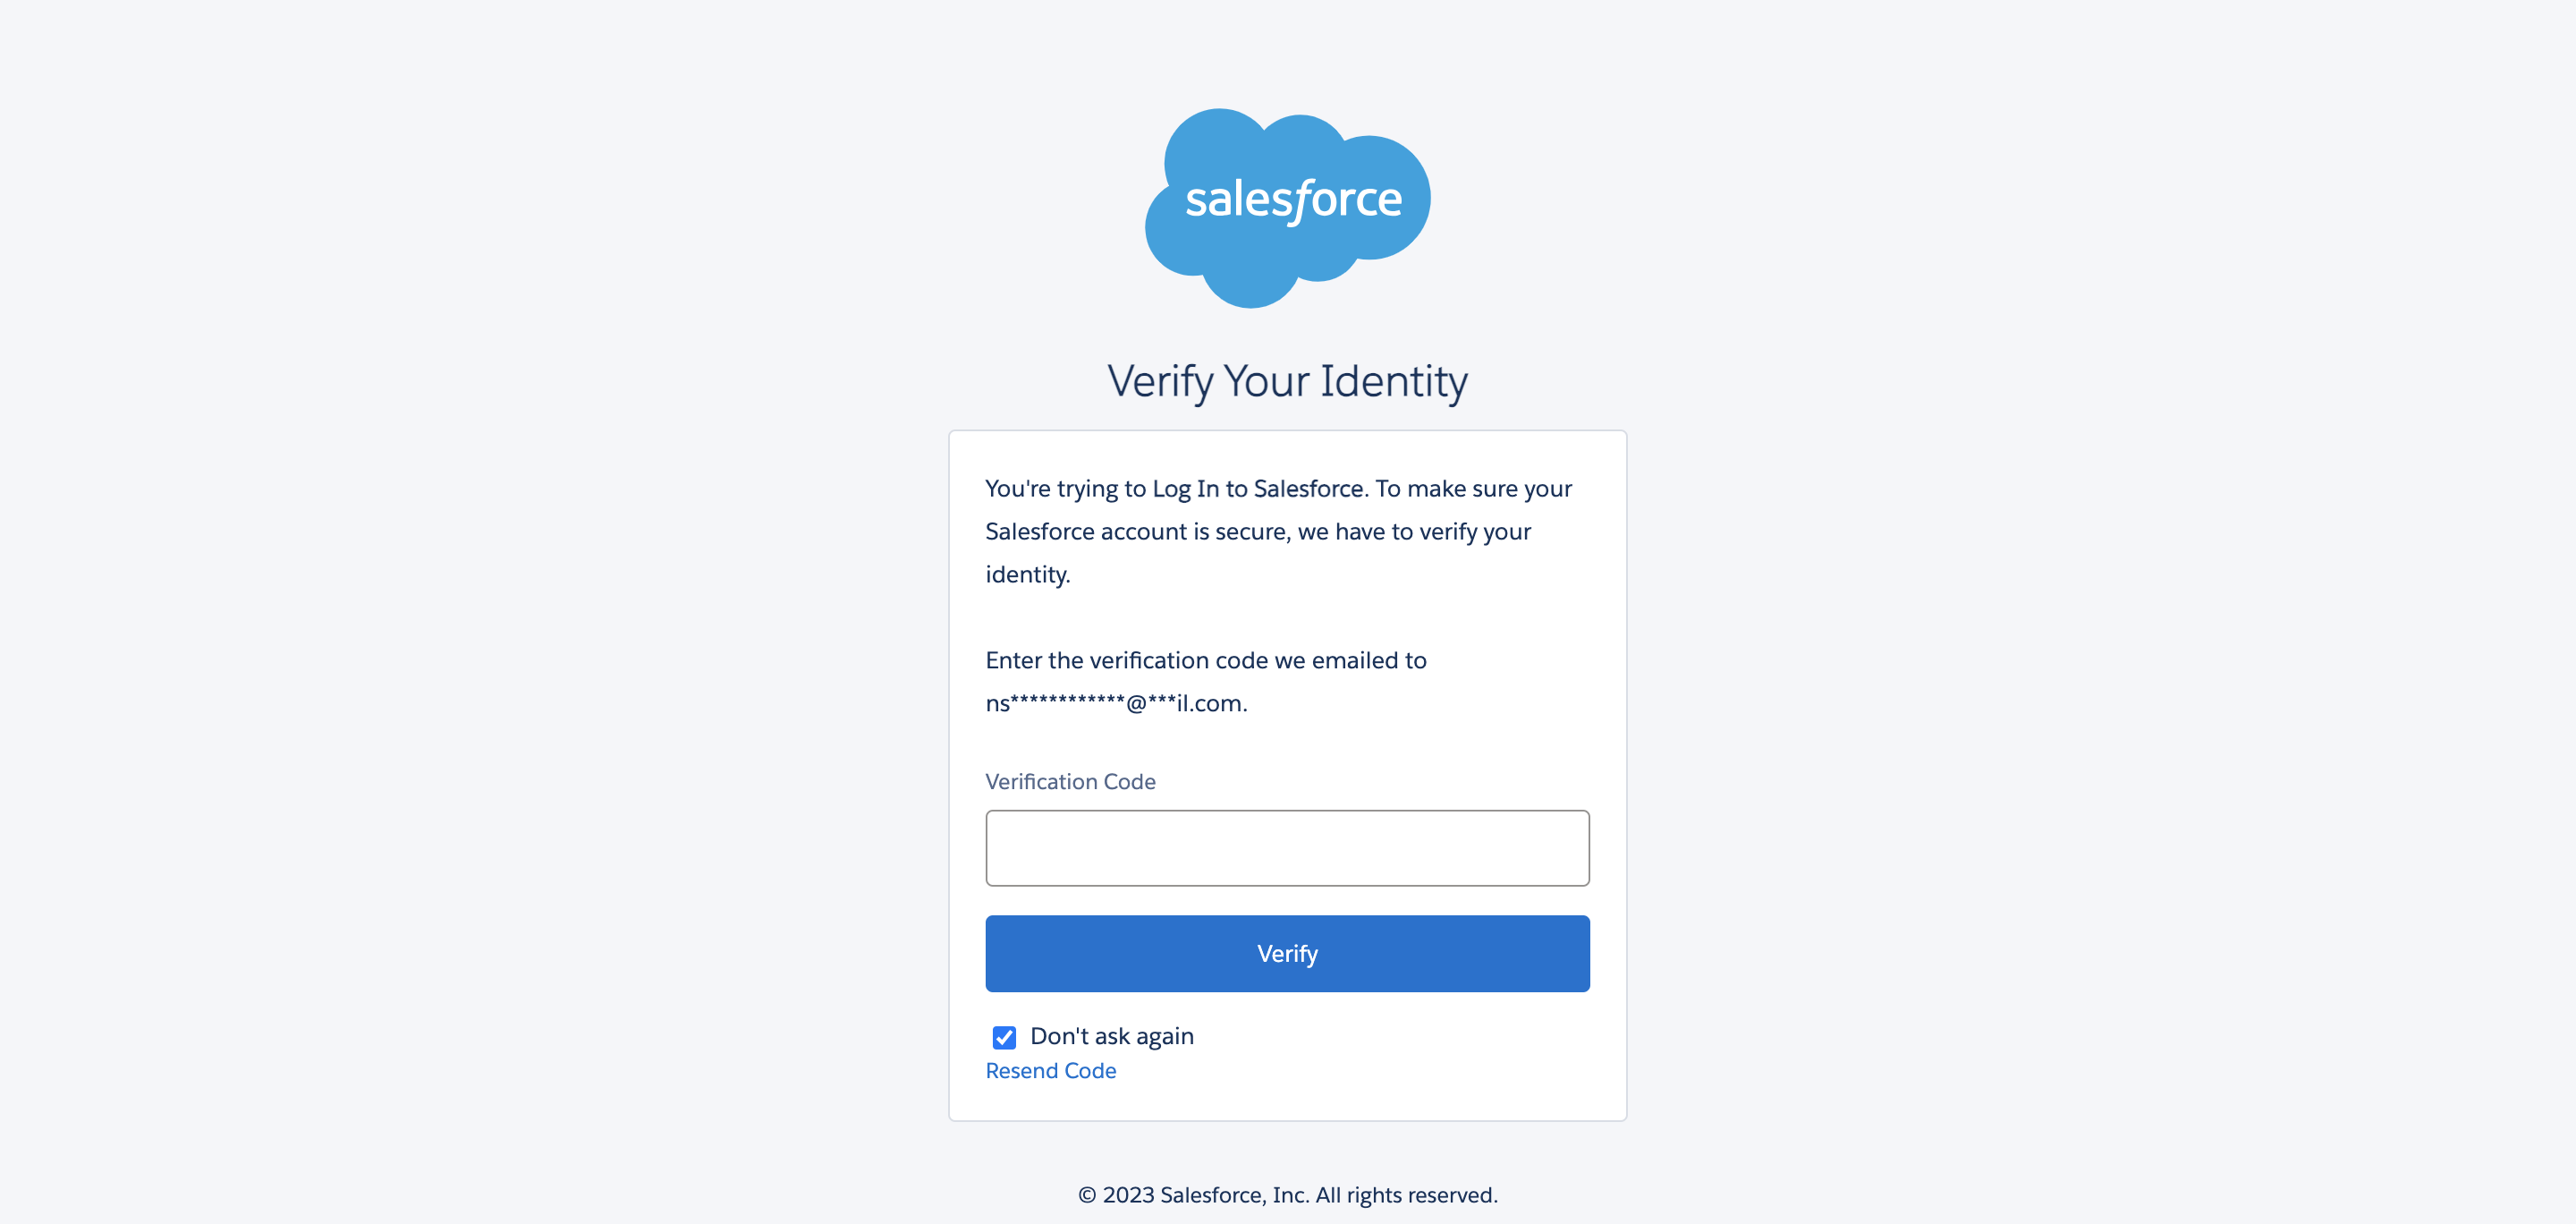 salesforce
Verify Your Identity
You're trying to Log In to Salesforce. To make sure your
Salesforce account is secure, we have to verify your
identity.
Enter the verification code we emailed to
ns************@***il.com.
Verification Code
Verify
Don't ask again
Resend Code
© 2023 Salesforce, Inc. All rights reserved.